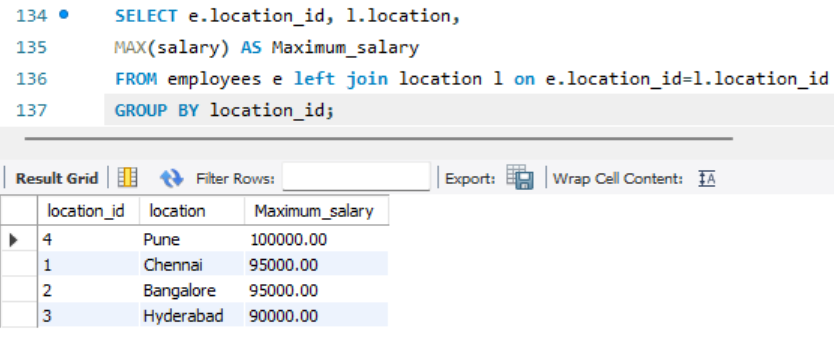 134 SELECT e.location_id, l.location,
135 MAX(salary) AS Maximum_salary
136 FROM employees e left join location l on e.location_id=l.location_id
137 GROUP BY location_id;
Result Grid Filter Rows: Export: Wrap Cell Content: IA
location_id location Maximum_salary
4 Pune 100000.00
1 Chennai 95000.00
2 Bangalore 95000.00
3 Hyderabad 90000.00